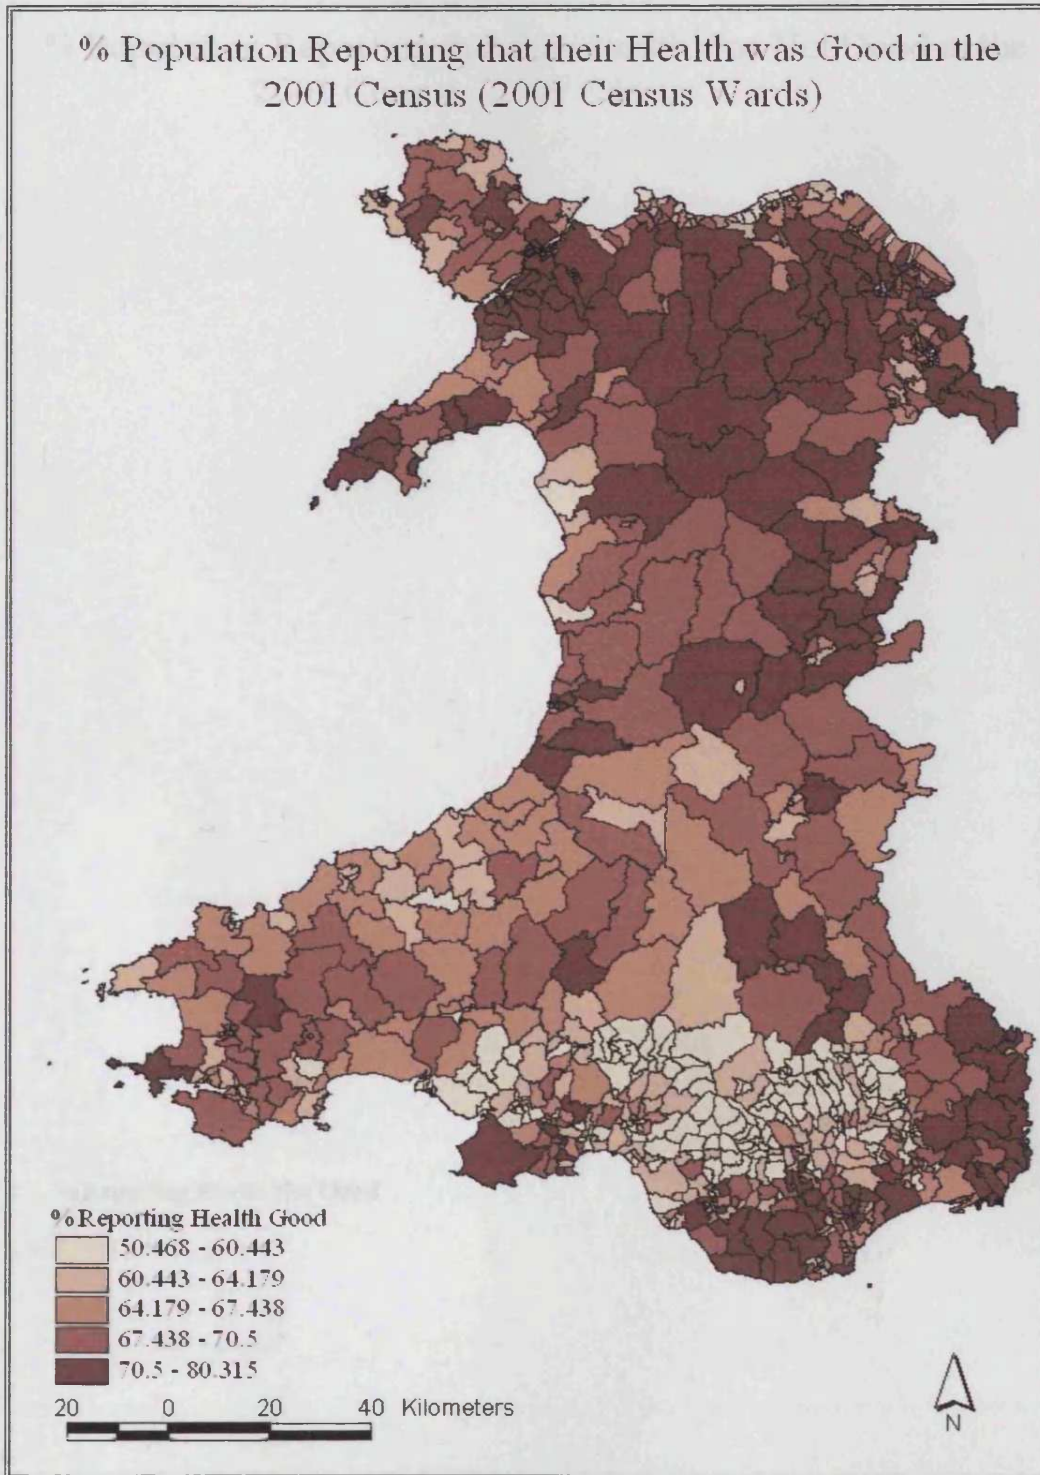 % Population Reporting that their Health was Good in the
2001 Census (2001 Census Wards)
% Reporting Health Good
50.468 - 60.443
60.443 - 64.179
64.179 - 67.438
67.438 - 70.5
70.5 - 80.315
20 0 20 40 Kilometers
N